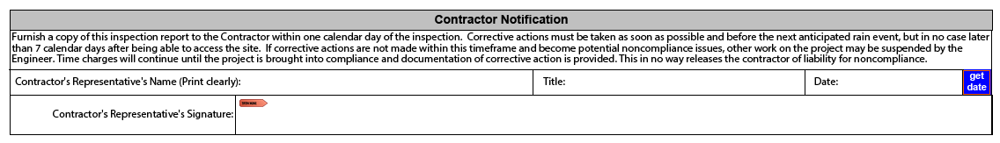 Contractor Notification
Furnish a copy of this inspection report to the Contractor within one calendar day of the inspection.  Corrective actions must be taken as soon as possible and before the next anticipated rain event, but in no case later
than 7 calendar days after being able to access the site.  If corrective actions are not made within this timeframe and become potential noncompliance issues, other work on the project may be suspended by the
Engineer. Time charges will continue until the project is brought into compliance and documentation of corrective action is provided. This in no way releases the contractor of liability for noncompliance.
Contractor's Representative's Name (Print clearly): Title: Date: get date
Contractor's Representative's Signature: